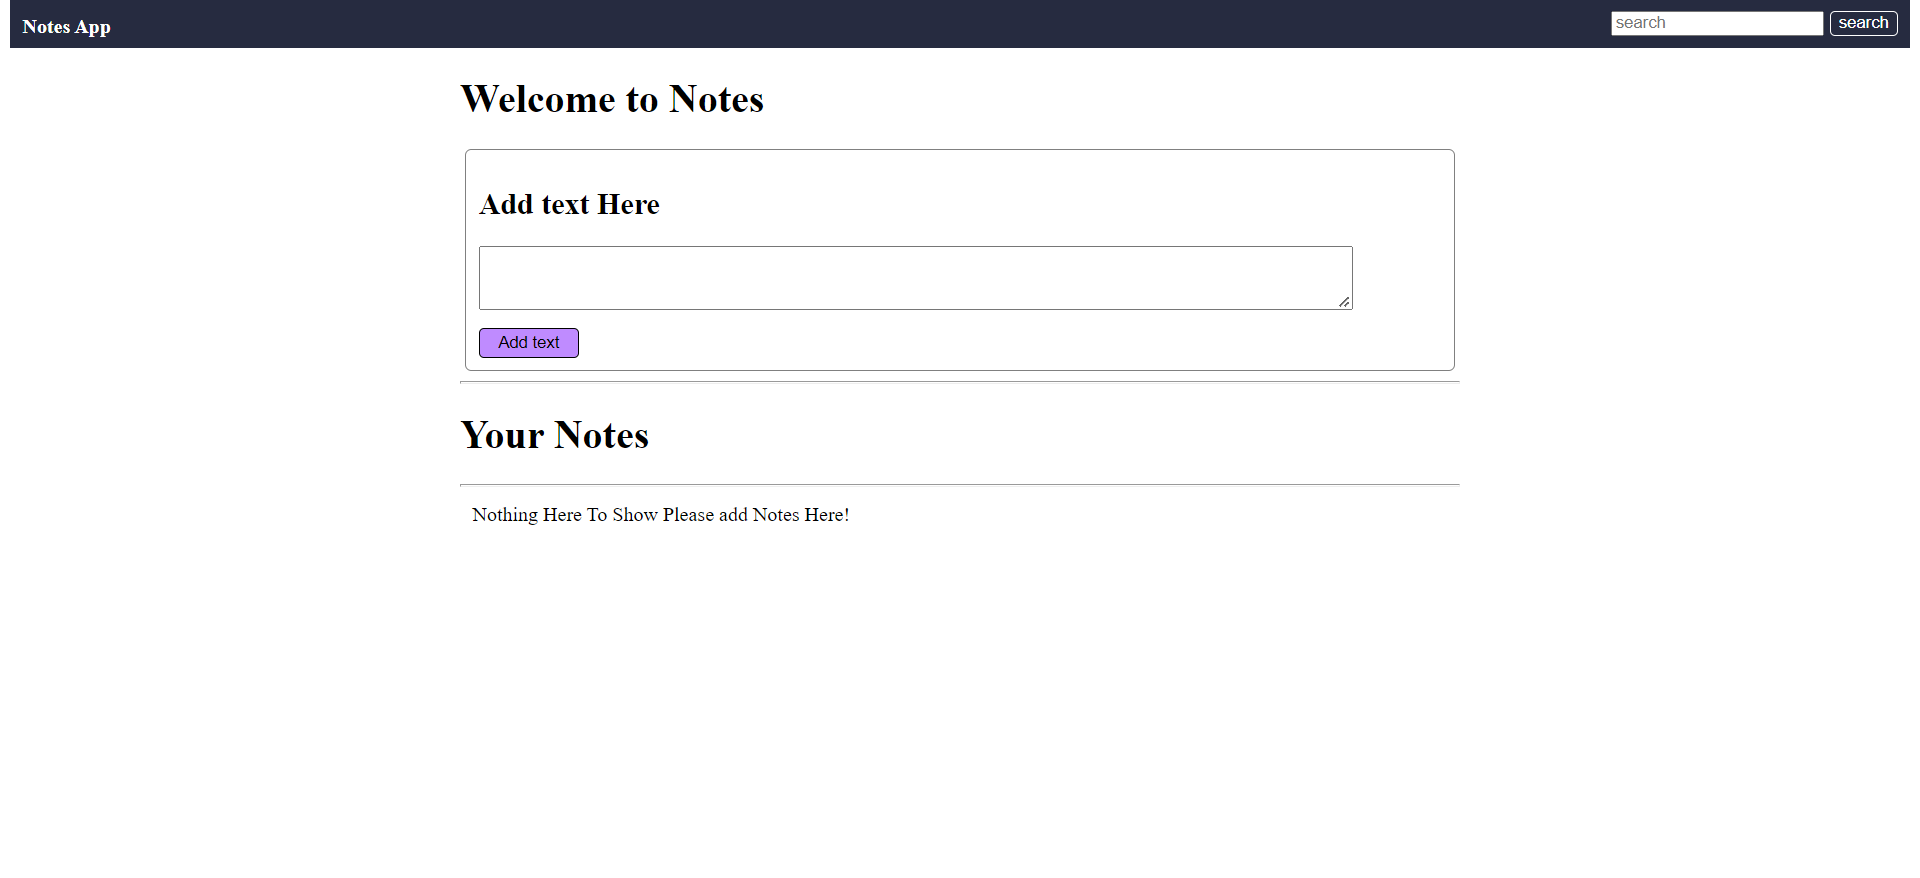 Notes App
search search
Welcome to Notes
Add text Here
Add text
Your Notes
Nothing Here To Show Please add Notes Here!